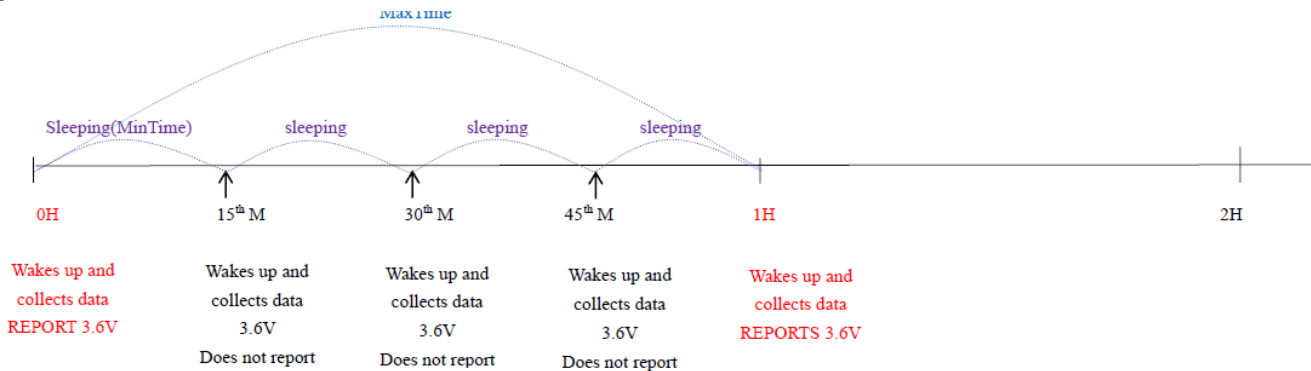 MaxTime
Sleeping(MinTime) sleeping sleeping sleeping
0H 15th M 30th M 45th M 1H 2H
Wakes up and
collects data
REPORT 3.6V
Wakes up and
collects data
3.6V
Does not report
Wakes up and
collects data
3.6V
Does not report
Wakes up and
collects data
3.6V
Does not report
Wakes up and
collects data
REPORTS 3.6V